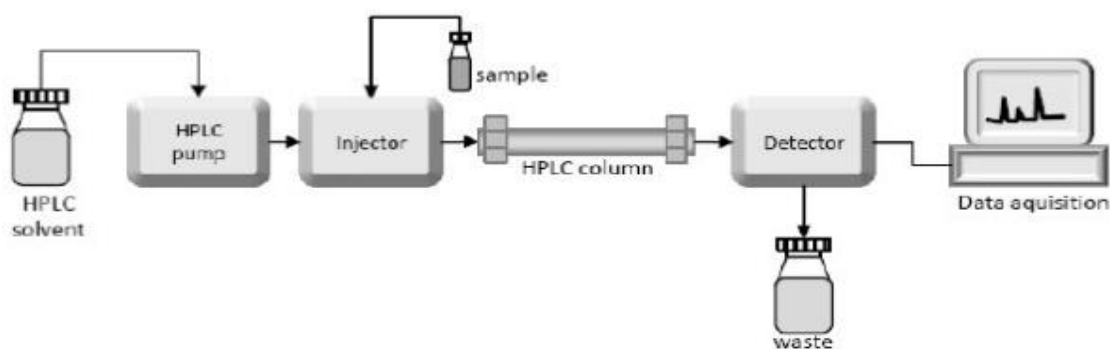 sample
HPLC
pump
Injector
Detector
HPLC column
HPLC
solvent
Data aquisition
waste